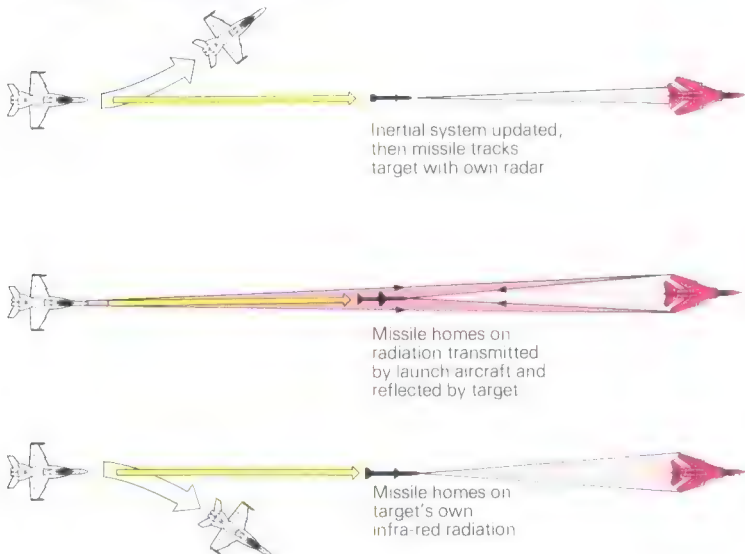 Inertial system updated,
then missile tracks
target with own radar
Missile homes on
radiation transmitted
by launch aircraft and
reflected by target
Missile homes on
target's own
infra-red radiation